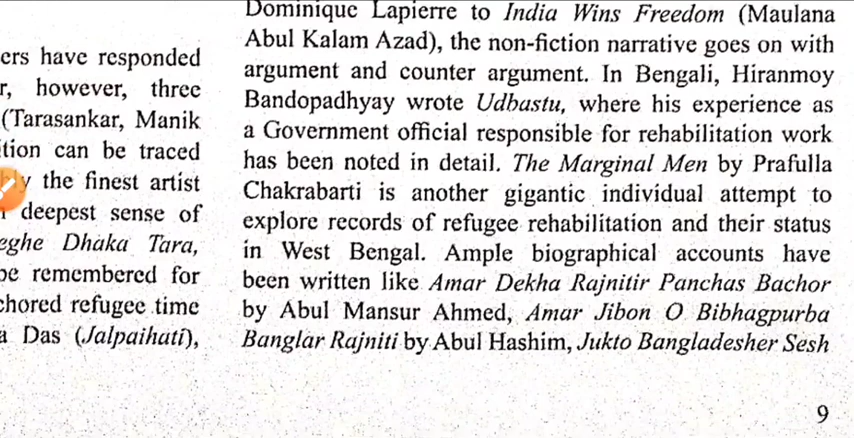 ers have responded
r, however, three
(Tarasankar, Manik
tion can be traced
y the finest artist
deepest sense of
eghe Dhaka Tara,
be remembered for
chored refugee time
a Das (Jalpaihati),
Dominique Lapierre to India Wins Freedom (Maulana
Abul Kalam Azad), the non-fiction narrative goes on with
argument and counter argument. In Bengali, Hiranmoy
Bandopadhyay wrote Udbastu, where his experience as
a Government official responsible for rehabilitation work
has been noted in detail. The Marginal Men by Prafulla
Chakrabarti is another gigantic individual attempt to
explore records of refugee rehabilitation and their status
in West Bengal. Ample biographical accounts have
been written like Amar Dekha Rajnitir Panchas Bachor
by Abul Mansur Ahmed, Amar Jibon O Bibhagpurba
Banglar Rajniti by Abul Hashim, Jukto Bangladesher Sesh
9